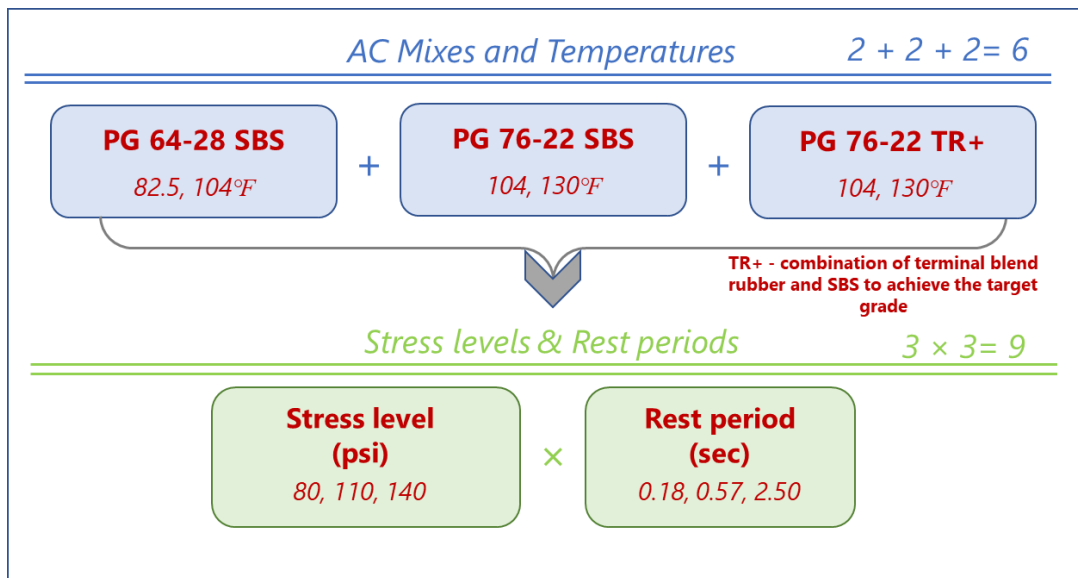 AC Mixes and Temperatures
2 + 2 + 2= 6
PG 64-28 SBS
82.5, 104°F
+
PG 76-22 SBS
104, 130°F
+
PG 76-22 TR+
104, 130°F
TR+ - combination of terminal blend
rubber and SBS to achieve the target
grade
Stress levels & Rest periods
3 × 3= 9
Stress level
(psi)
80, 110, 140
×
Rest period
(sec)
0.18, 0.57, 2.50